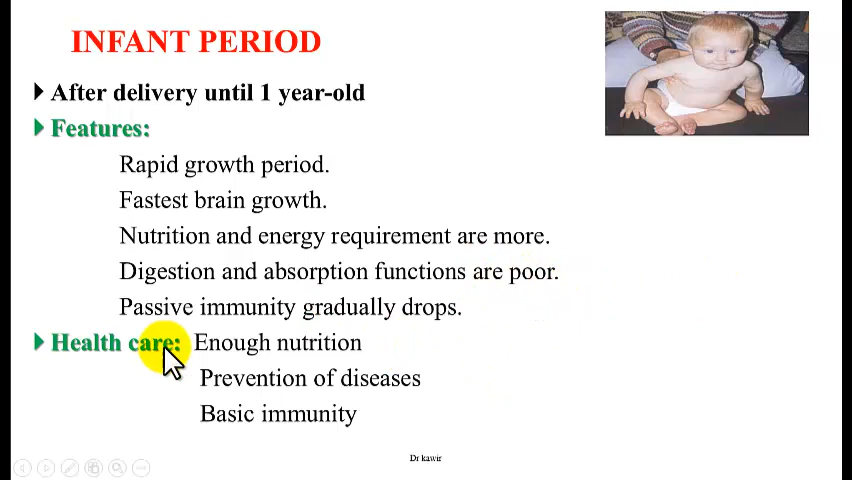 INFANT PERIOD
After delivery until 1 year-old
Features:
Rapid growth period.
Fastest brain growth.
Nutrition and energy requirement are more.
Digestion and absorption functions are poor.
Passive immunity gradually drops.
Health care: Enough nutrition
Prevention of diseases
Basic immunity
Dr kawir